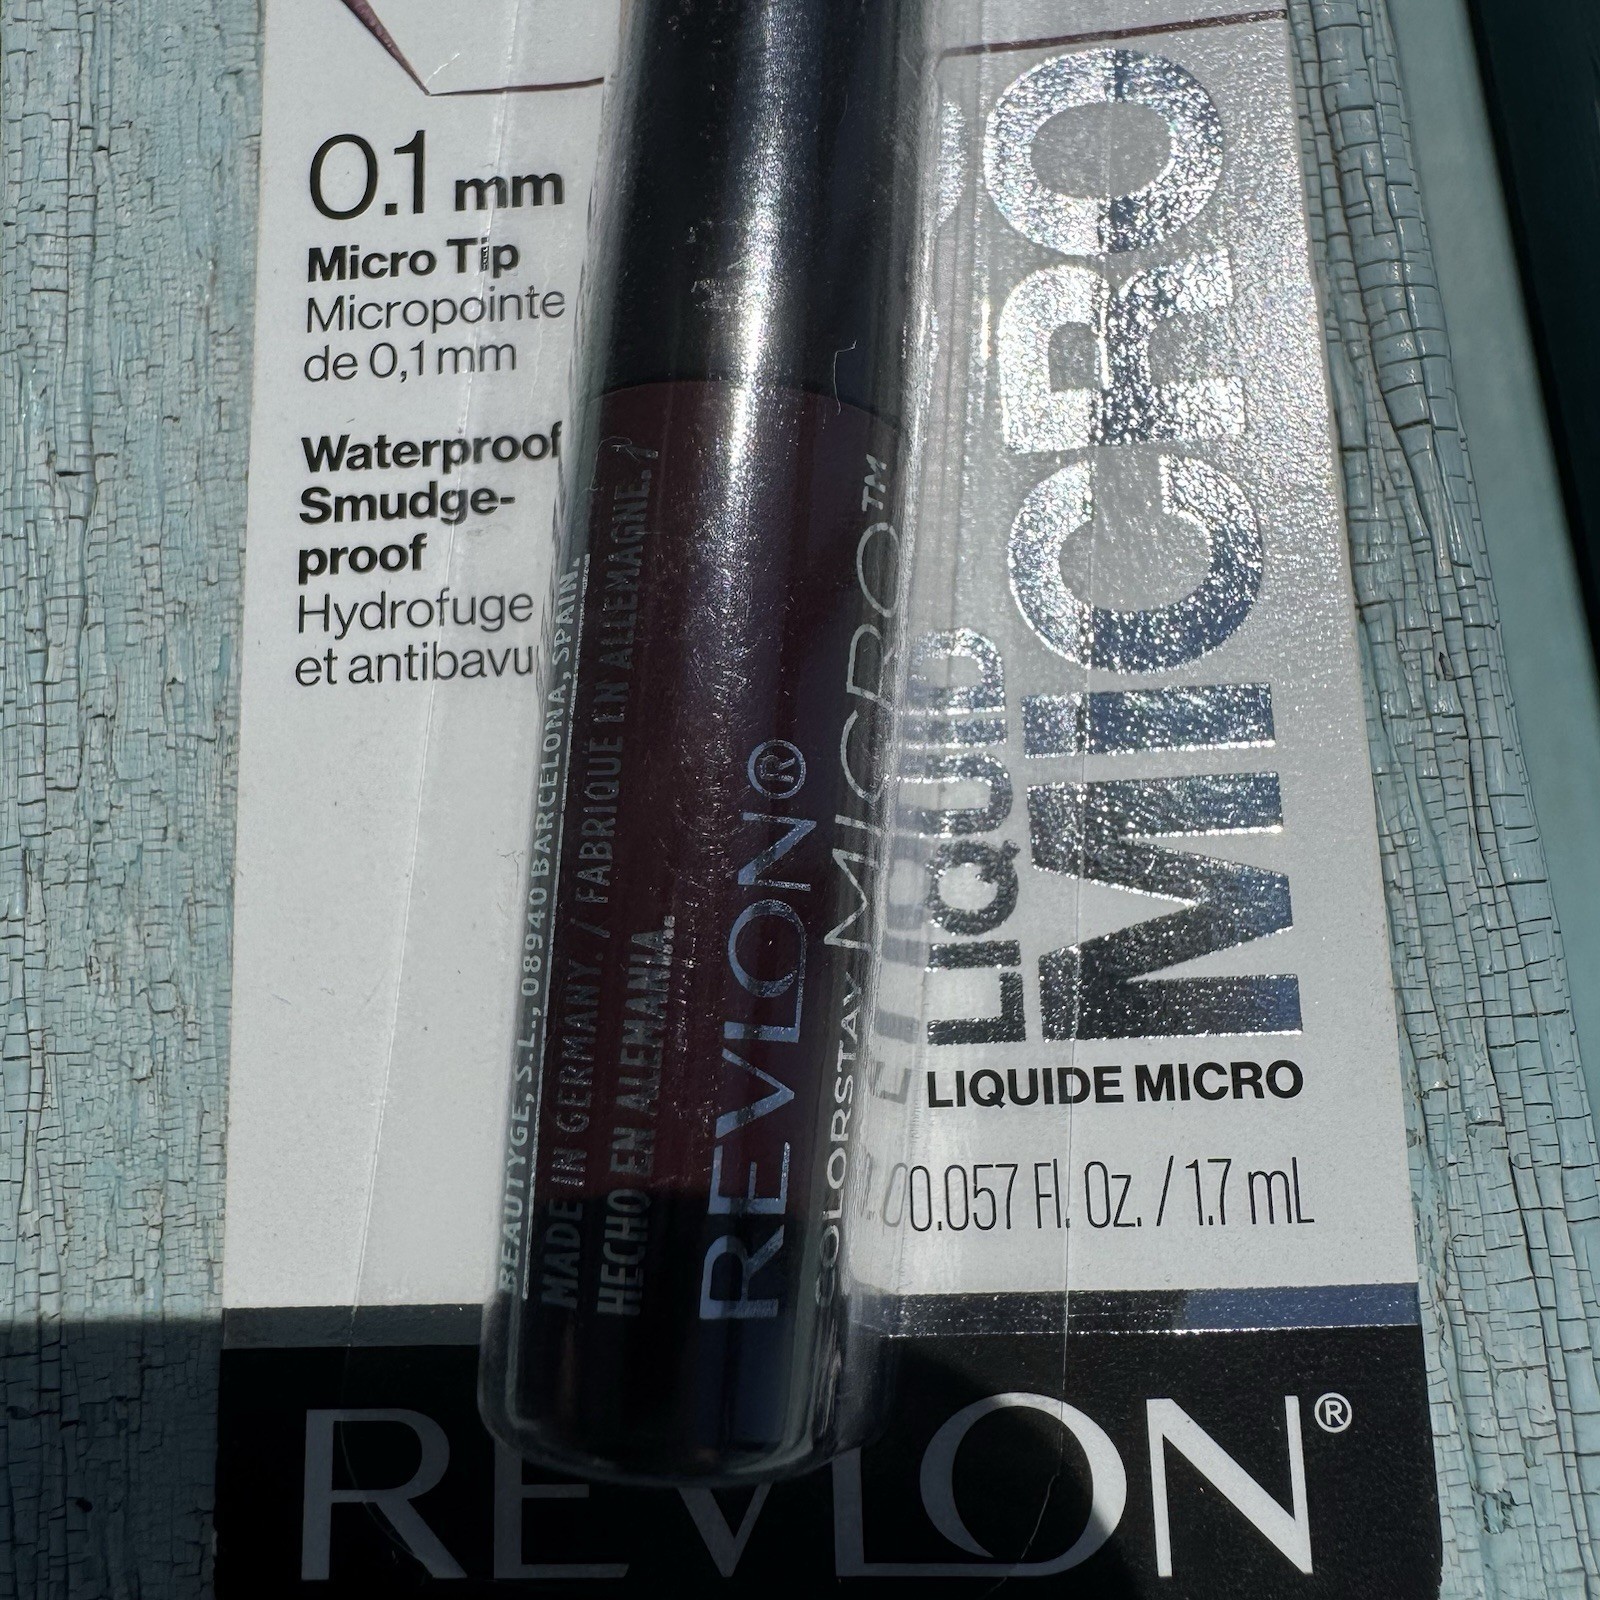 0.1 mm
Micro Tip
Micropointe
de 0,1 mm
Waterproof
Smudge-
proof
Hydrofuge
et antibavu
BEAUTYGE, S.L., 08940 BARCELONA, SPAIN.
MADE IN GERMANY. / FABRIQUÉ EN ALLEMAGNE. /
HECHO EN ALEMANIA.
REVLON®
COLORSTAY MICRO™
LIQUID
MICRO
LIQUIDE MICRO
0.057 Fl. Oz. / 1.7 mL
REVLON®